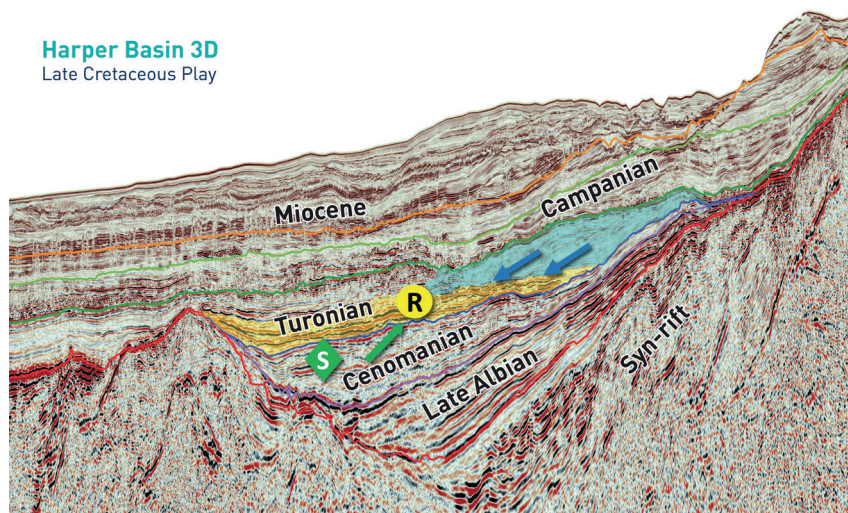 Harper Basin 3D
Late Cretaceous Play
Miocene
Campanian
Turonian
R
S
Cenomanian
Late Albian
Syn-rift